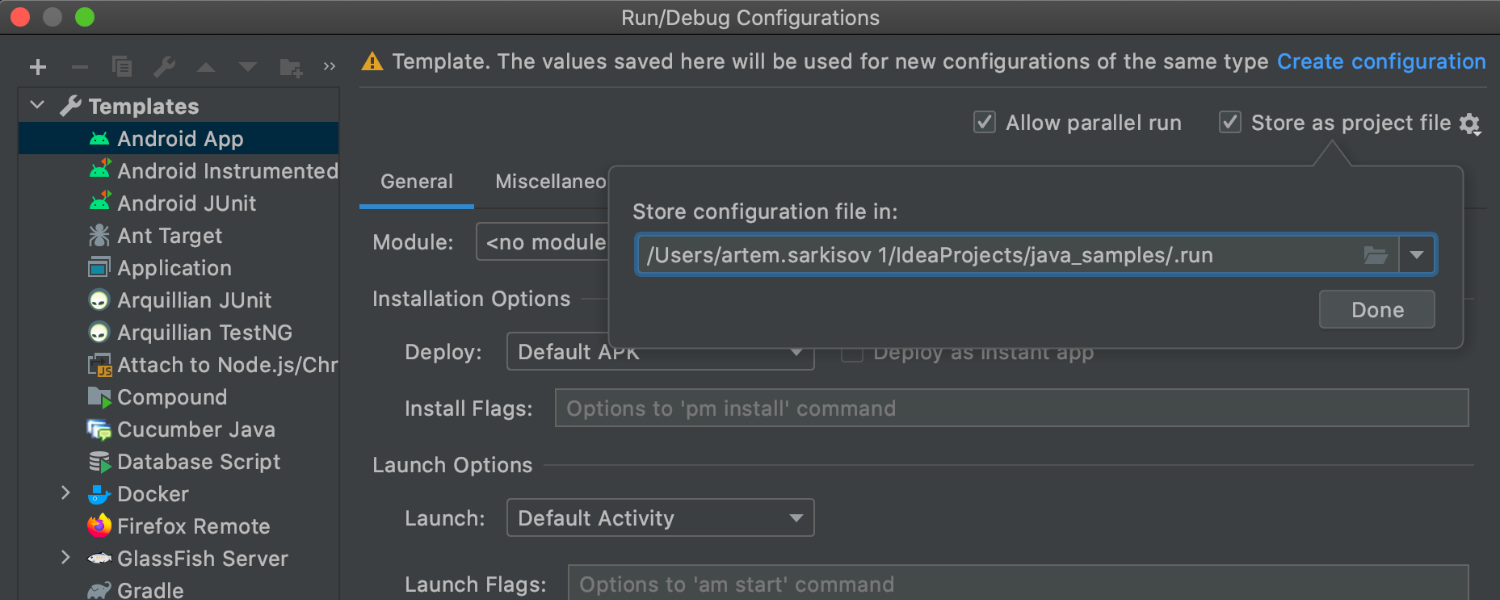 Run/Debug Configurations
Template. The values saved here will be used for new configurations of the same type Create configuration
Templates
Android App
Android Instrumented
Android JUnit
Ant Target
Application
Arquillian JUnit
Arquillian TestNG
Attach to Node.js/Chr
Compound
Cucumber Java
Database Script
Docker
Firefox Remote
GlassFish Server
Gradle
Allow parallel run
Store as project file
General Miscellaneo
Store configuration file in:
/Users/artem.sarkisov 1/IdeaProjects/java_samples/.run
Done
Module: <no module
Installation Options
Deploy: Default APK Deploy as instant app
Install Flags: Options to 'pm install' command
Launch Options
Launch: Default Activity
Launch Flags: Options to 'am start' command